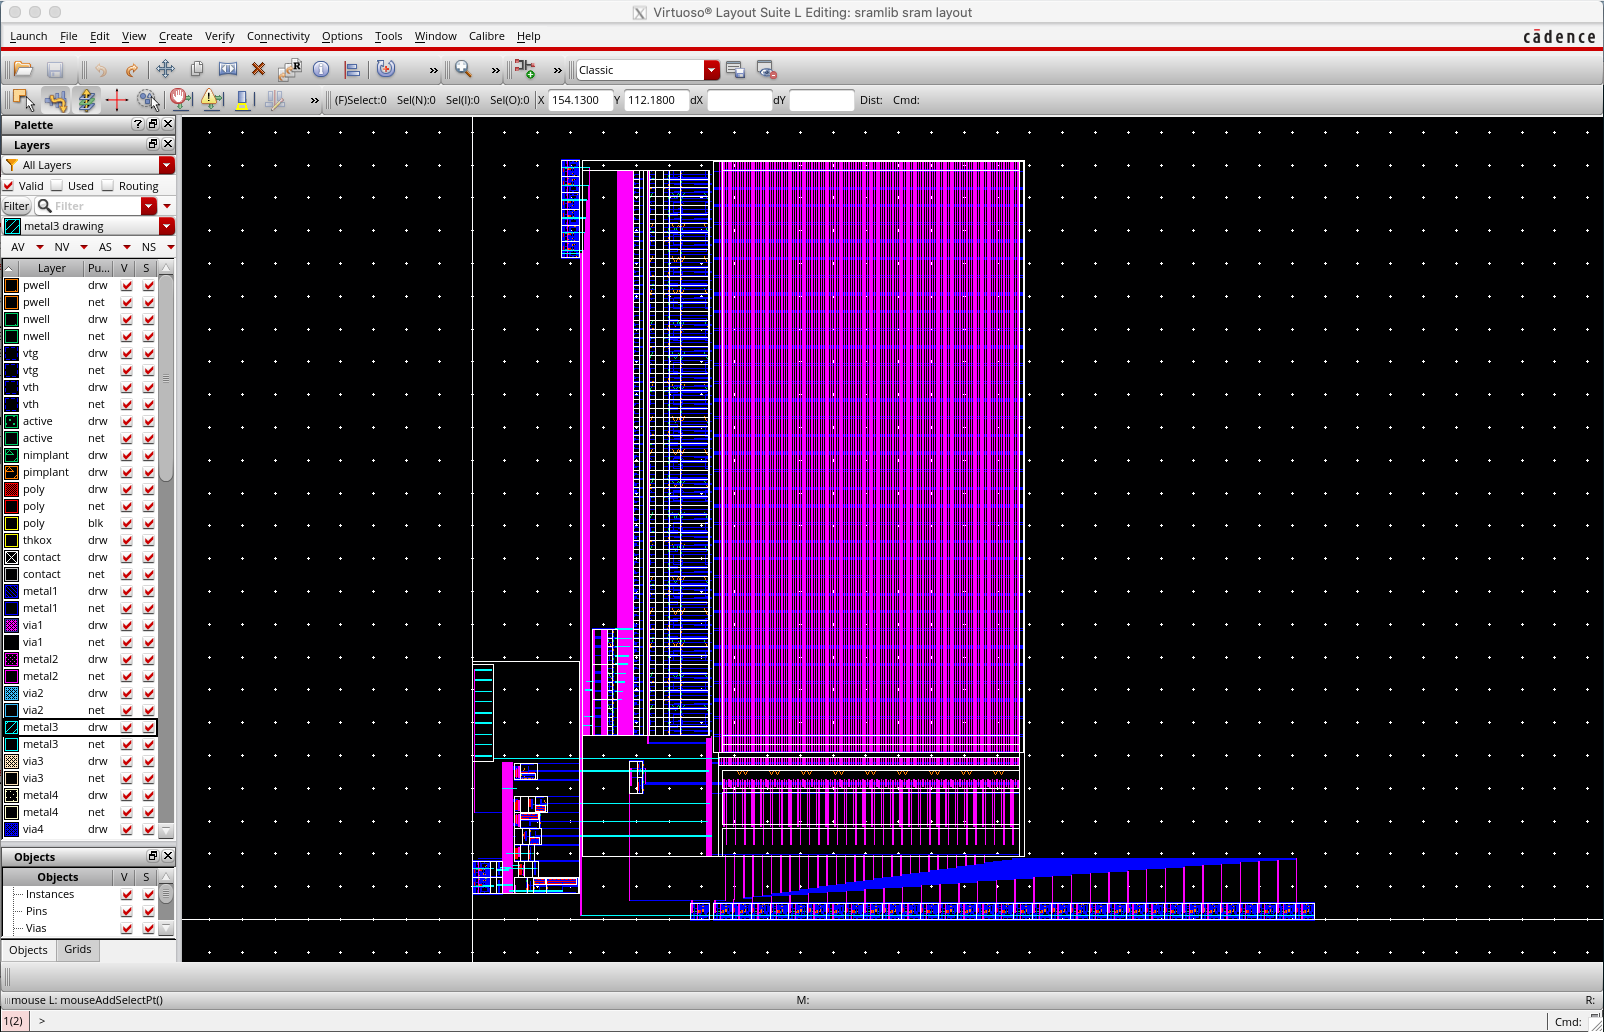 Virtuoso® Layout Suite L Editing: sramlib sram layout
Launch File Edit View Create Verify Connectivity Options Tools Window Calibre Help
cādence
R
» » » Classic
» (F)Select:0 Sel(N):0 Sel(I):0 Sel(O):0 X 154.1300 Y 112.1800 dX dY Dist: Cmd:
Palette ?
Layers
All Layers
Valid Used Routing
Filter Filter
metal3 drawing
AV NV AS NS
Layer Pu... V S
pwell drw
pwell net
nwell drw
nwell net
vtg drw
vtg net
vth drw
vth net
active drw
active net
nimplant drw
pimplant drw
poly drw
poly net
poly blk
thkox drw
contact drw
contact net
metal1 drw
metal1 net
via1 drw
via1 net
metal2 drw
metal2 net
via2 drw
via2 net
metal3 drw
metal3 net
via3 drw
via3 net
metal4 drw
metal4 net
via4 drw
Objects
Objects V S
Instances
Pins
Vias
Objects Grids
mouse L: mouseAddSelectPt() M: R:
1(2) > Cmd: